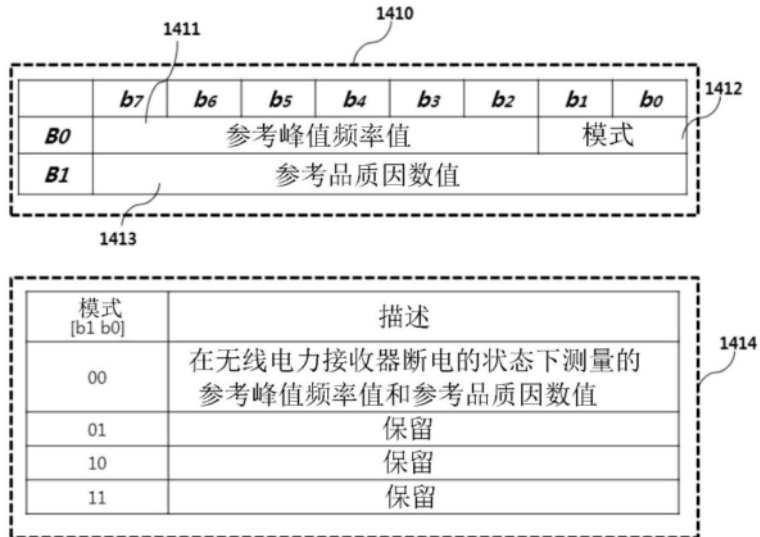 1410
1411
b7 b6 b5 b4 b3 b2 b1 b0
1412
B0 参考峰值频率值 模式
B1 参考品质因数值
1413
模式 描述
[b1 b0]
1414
00 在无线电力接收器断电的状态下测量的
参考峰值频率值和参考品质因数值
01 保留
10 保留
11 保留